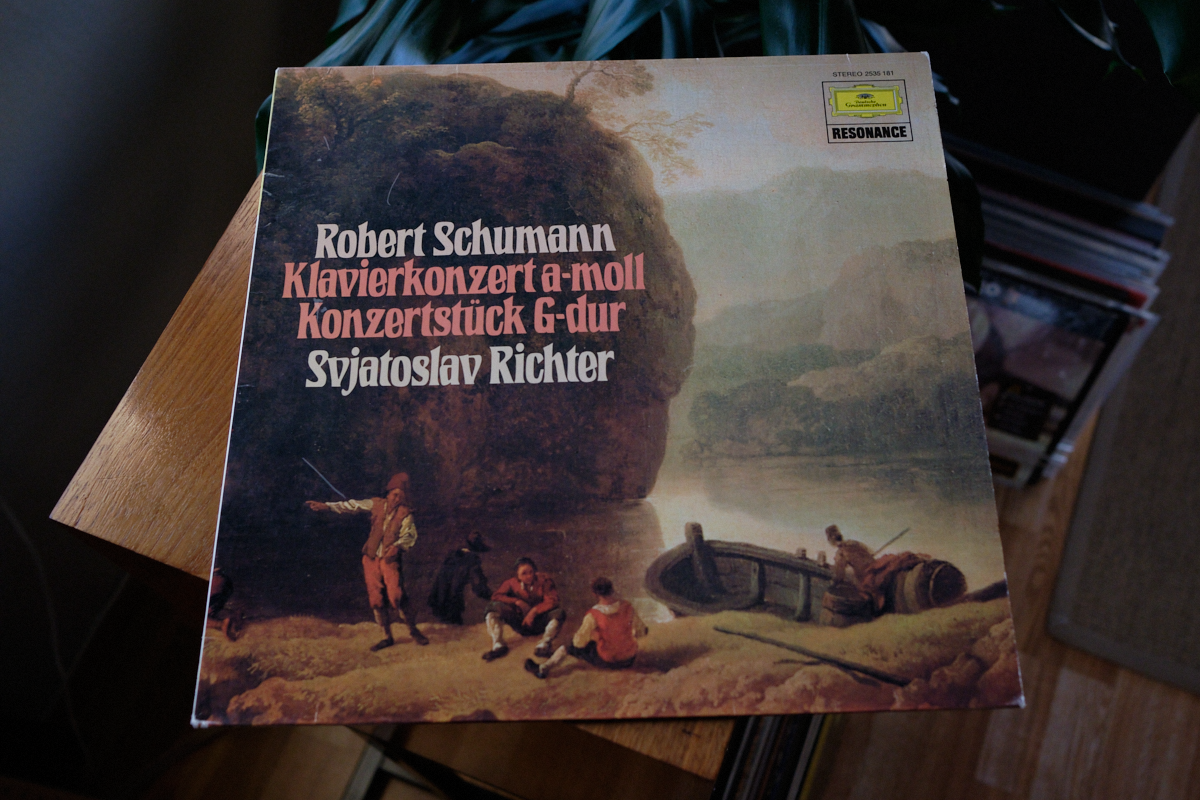 STEREO 2535 181
Deutsche
Grammophon
RESONANCE
Robert Schumann
Klavierkonzert a-moll
Konzertstück G-dur
Svjatoslav Richter